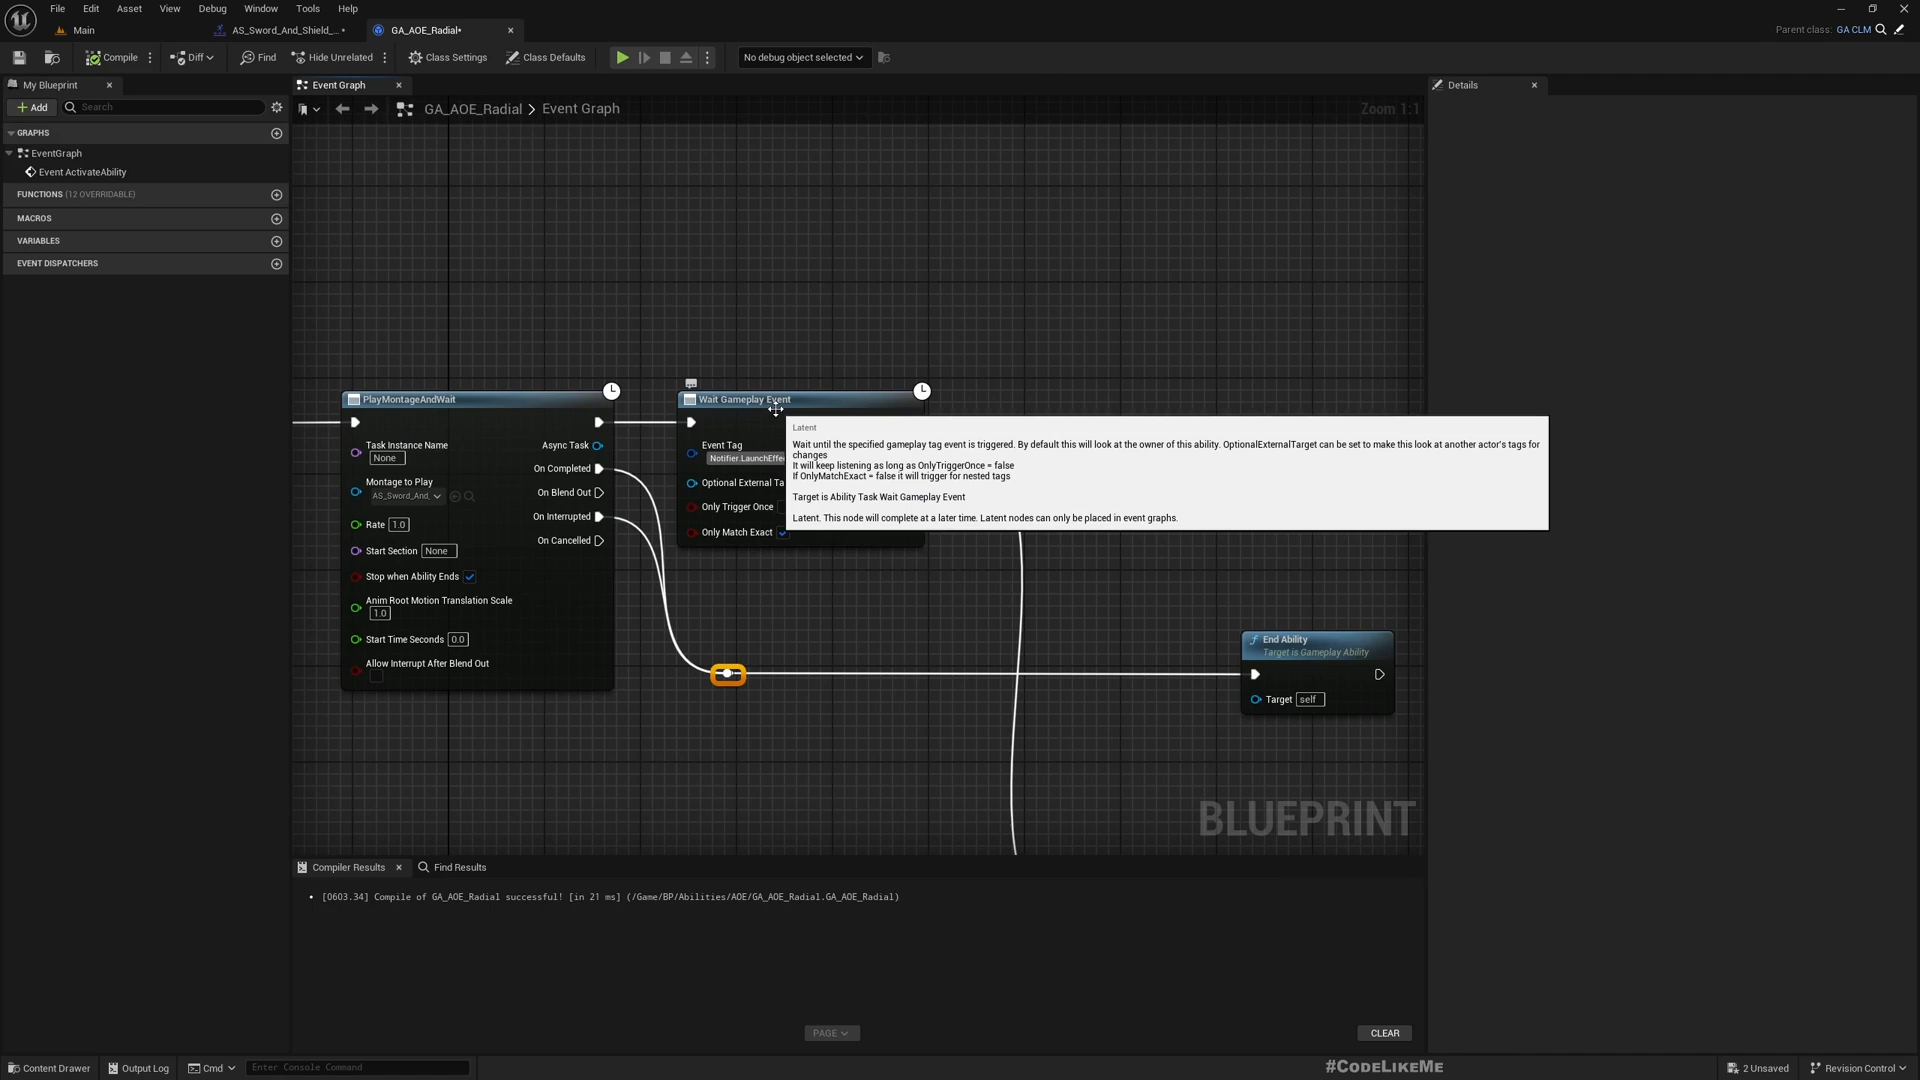 File Edit Asset View Window Debug Tools Help
Main
AS_Sword_And_Shield_...•
GA_AOE_Radial•
Parent class: GA CLM
Compile
Diff
Find
Hide Unrelated
Class Settings
Class Defaults
No debug object selected
My Blueprint
Event Graph
Details
Add
Search
GA_AOE_Radial > Event Graph
Zoom 1:1
GRAPHS
EventGraph
Event ActivateAbility
FUNCTIONS (12 OVERRIDABLE)
MACROS
VARIABLES
EVENT DISPATCHERS
PlayMontageAndWait
Task Instance Name
None
Montage to Play
AS_Sword_And_
Rate 1.0
Start Section None
Stop when Ability Ends
Anim Root Motion Translation Scale
1.0
Start Time Seconds 0.0
Allow Interrupt After Blend Out
Async Task
On Completed
On Blend Out
On Interrupted
On Cancelled
Wait Gameplay Event
Event Tag
Notifier.LaunchEffe
Optional External Ta
Only Trigger Once
Only Match Exact
Latent
Wait until the specified gameplay tag event is triggered. By default this will look at the owner of this ability. OptionalExternalTarget can be set to make this look at another actor's tags for
changes
It will keep listening as long as OnlyTriggerOnce = false
If OnlyMatchExact = false it will trigger for nested tags
Target is Ability Task Wait Gameplay Event
Latent. This node will complete at a later time. Latent nodes can only be placed in event graphs.
End Ability
Target is Gameplay Ability
Target self
BLUEPRINT
Compiler Results
Find Results
• [0603.34] Compile of GA_AOE_Radial successful! [in 21 ms] (/Game/BP/Abilities/AOE/GA_AOE_Radial.GA_AOE_Radial)
PAGE
CLEAR
Content Drawer
Output Log
Cmd
Enter Console Command
#CODELIKEME
2 Unsaved
Revision Control